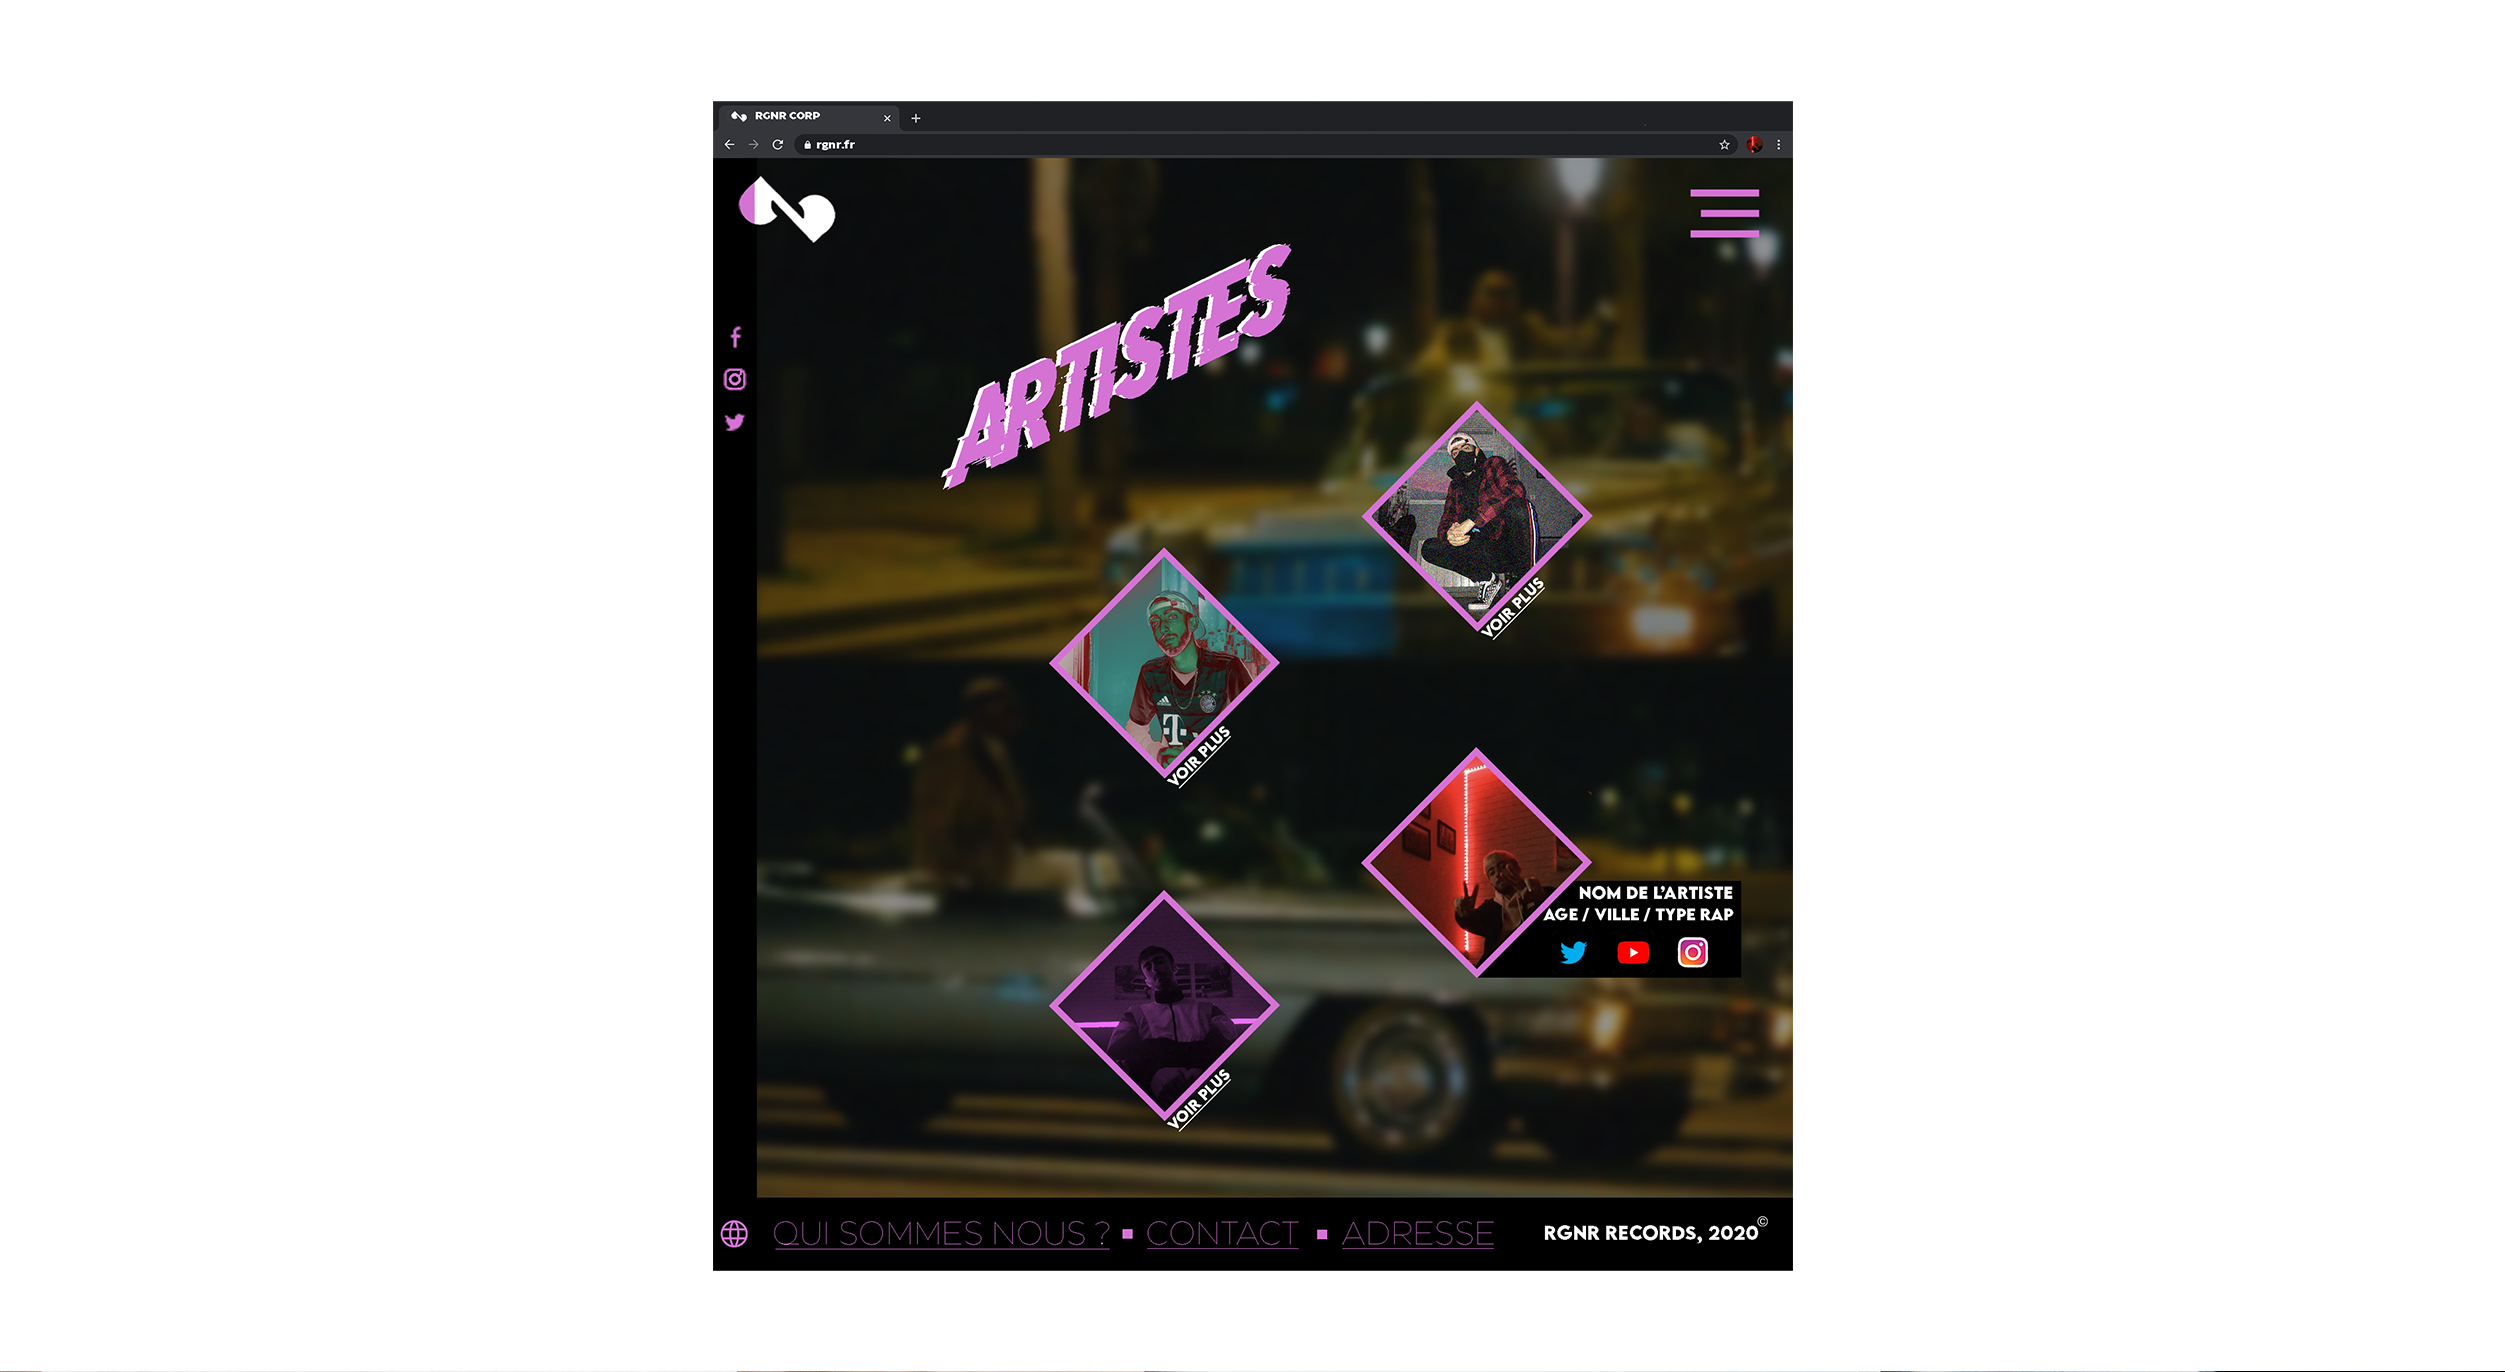 RGNR CORP
rgnr.fr
ARTISTES
VOIR PLUS
VOIR PLUS
T
NOM DE L'ARTISTE
AGE / VILLE / TYPE RAP
VOIR PLUS
QUI SOMMES NOUS ? ▪ CONTACT ▪ ADRESSE
RGNR RECORDS, 2020©